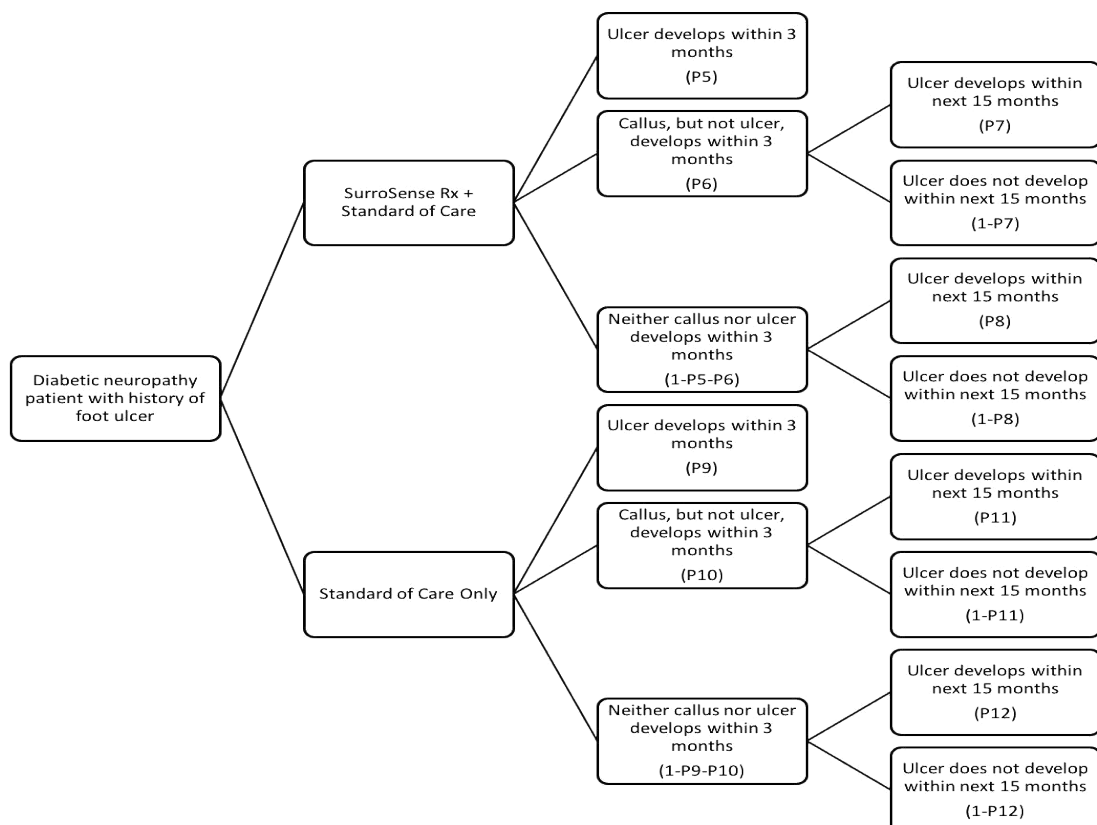 Diabetic neuropathy
patient with history of
foot ulcer
SurroSense Rx +
Standard of Care
Ulcer develops within 3
months
(P5)
Callus, but not ulcer,
develops within 3
months
(P6)
Ulcer develops within
next 15 months
(P7)
Ulcer does not develop
within next 15 months
(1-P7)
Neither callus nor ulcer
develops within 3
months
(1-P5-P6)
Ulcer develops within
next 15 months
(P8)
Ulcer does not develop
within next 15 months
(1-P8)
Standard of Care Only
Ulcer develops within 3
months
(P9)
Callus, but not ulcer,
develops within 3
months
(P10)
Ulcer develops within
next 15 months
(P11)
Ulcer does not develop
within next 15 months
(1-P11)
Neither callus nor ulcer
develops within 3
months
(1-P9-P10)
Ulcer develops within
next 15 months
(P12)
Ulcer does not develop
within next 15 months
(1-P12)